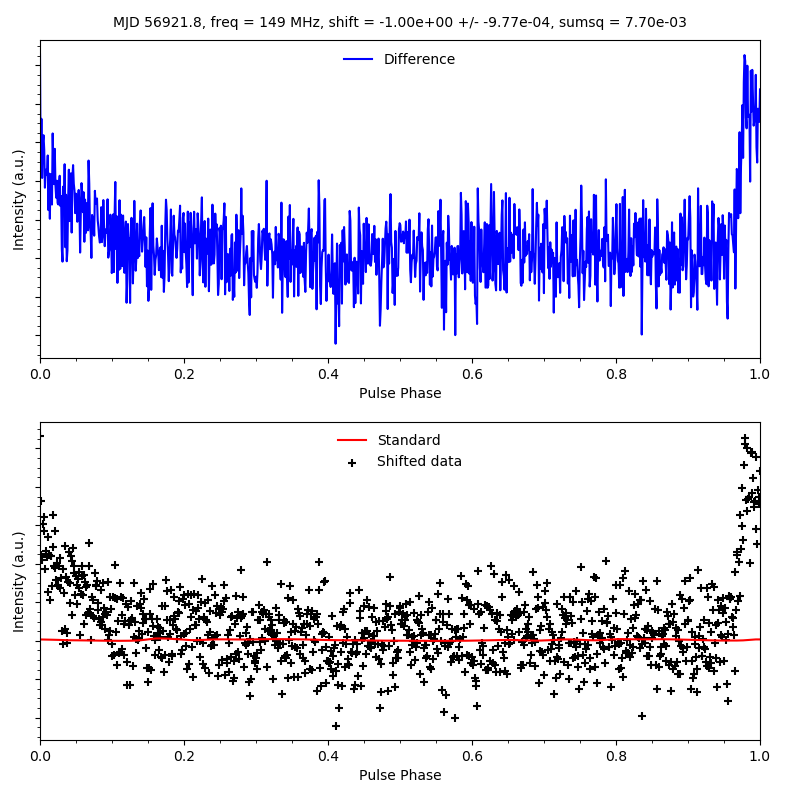 MJD 56921.8, freq = 149 MHz, shift = -1.00e+00 +/- -9.77e-04, sumsq = 7.70e-03
Difference
Intensity (a.u.)
0.0 0.2 0.4 0.6 0.8 1.0
Pulse Phase
Standard
Shifted data
Intensity (a.u.)
0.0 0.2 0.4 0.6 0.8 1.0
Pulse Phase